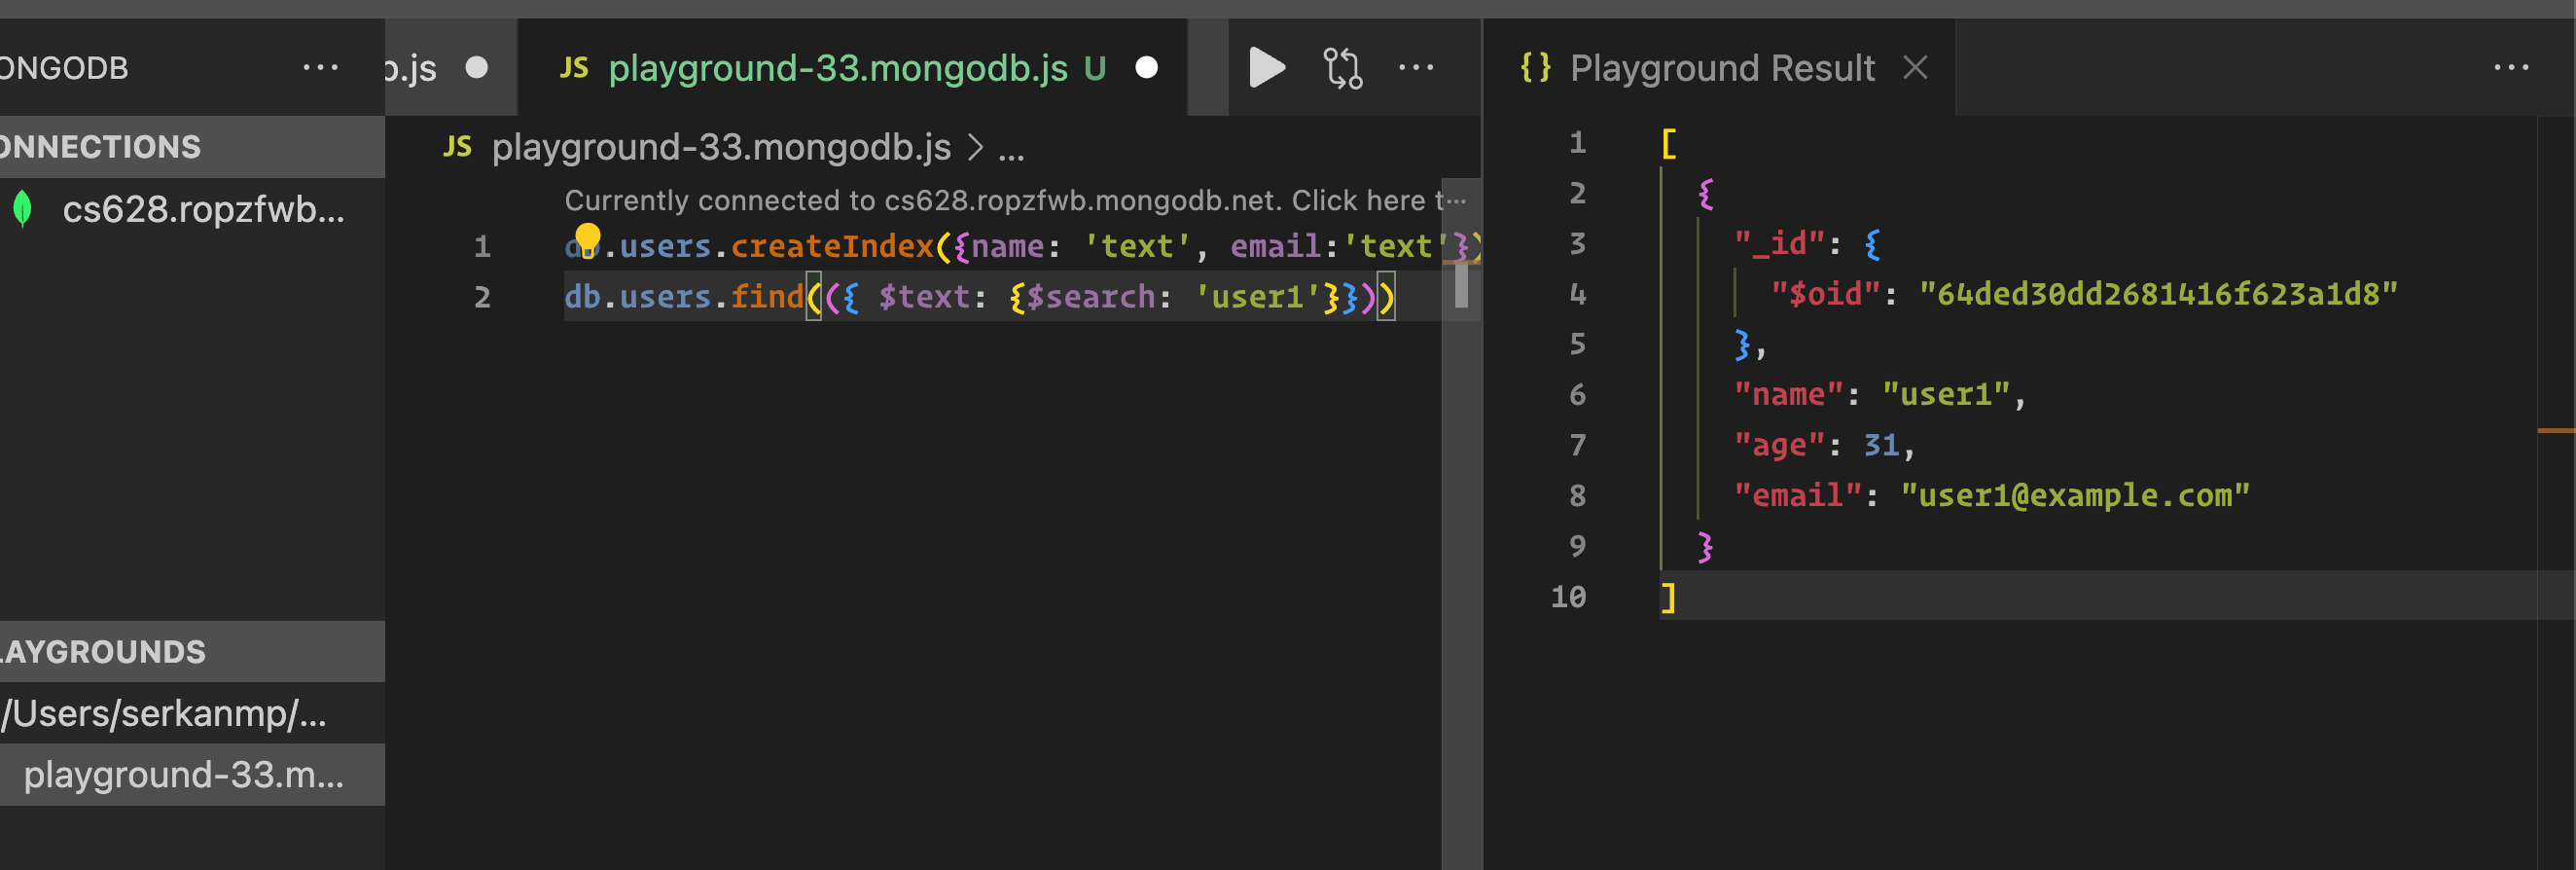 ONGODB ...
ONNECTIONS
cs628.ropzfwb...
AYGROUNDS
/Users/serkanmp/...
playground-33.m...
.js
JS playground-33.mongodb.js U
...
JS playground-33.mongodb.js > ...
Currently connected to cs628.ropzfwb.mongodb.net. Click here t...
1 db.users.createIndex({name: 'text', email:'text'})
2 db.users.find(({ $text: {$search: 'user1'}}))
{} Playground Result ×
...
1 [
2 {
3 "_id": {
4 "$oid": "64ded30dd2681416f623a1d8"
5 },
6 "name": "user1",
7 "age": 31,
8 "email": "user1@example.com"
9 }
10 ]